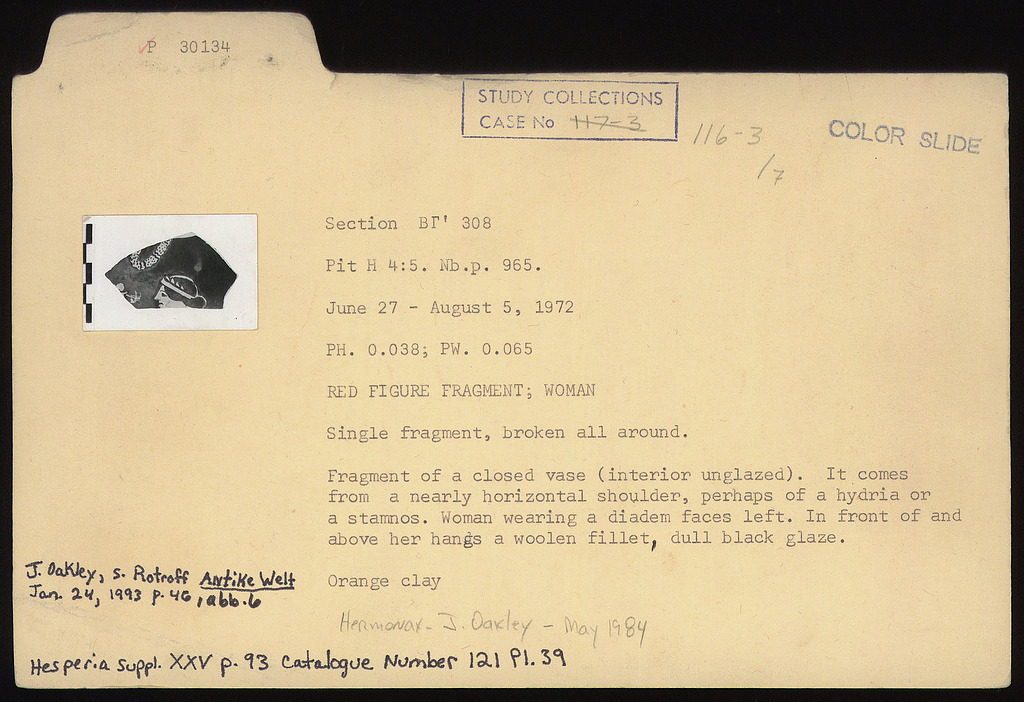 P 30134
STUDY COLLECTIONS
CASE No 117-3
116-3
/7
COLOR SLIDE
Section ΒΓ' 308
Pit H 4:5. Nb.p. 965.
June 27 - August 5, 1972
PH. 0.038; PW. 0.065
RED FIGURE FRAGMENT; WOMAN
Single fragment, broken all around.
Fragment of a closed vase (interior unglazed). It comes
from a nearly horizontal shoulder, perhaps of a hydria or
a stamnos. Woman wearing a diadem faces left. In front of and
above her hangs a woolen fillet, dull black glaze.
Orange clay
J. Oakley, S. Rotroff Antike Welt
Jan. 24, 1993 p. 46, abb. 6
Hermonax - J. Oakley - May 1984
Hesperia Suppl. XXV p. 93 Catalogue Number 121 Pl. 39